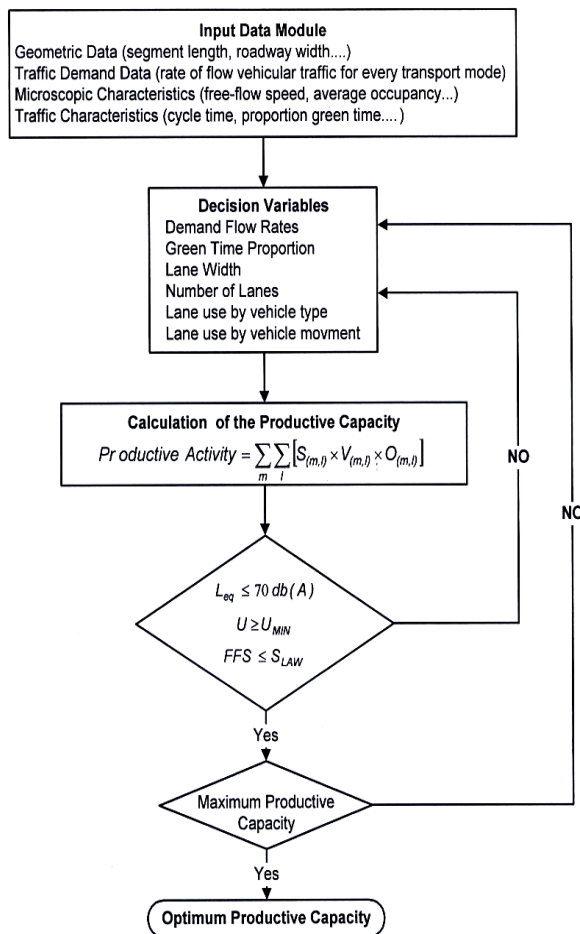 Input Data Module
Geometric Data (segment length, roadway width....)
Traffic Demand Data (rate of flow vehicular traffic for every transport mode)
Microscopic Characteristics (free-flow speed, average occupancy...)
Traffic Characteristics (cycle time, proportion green time....)
Decision Variables
Demand Flow Rates
Green Time Proportion
Lane Width
Number of Lanes
Lane use by vehicle type
Lane use by vehicle movment
Calculation of the Productive Capacity
Pr oductive Activity = ∑m ∑l [S(m,l) × V(m,l) × O(m,l)]
NO
NO
Leq ≤ 70 db(A)
U ≥ UMIN
FFS ≤ SLAW
Yes
Maximum Productive
Capacity
Yes
Optimum Productive Capacity